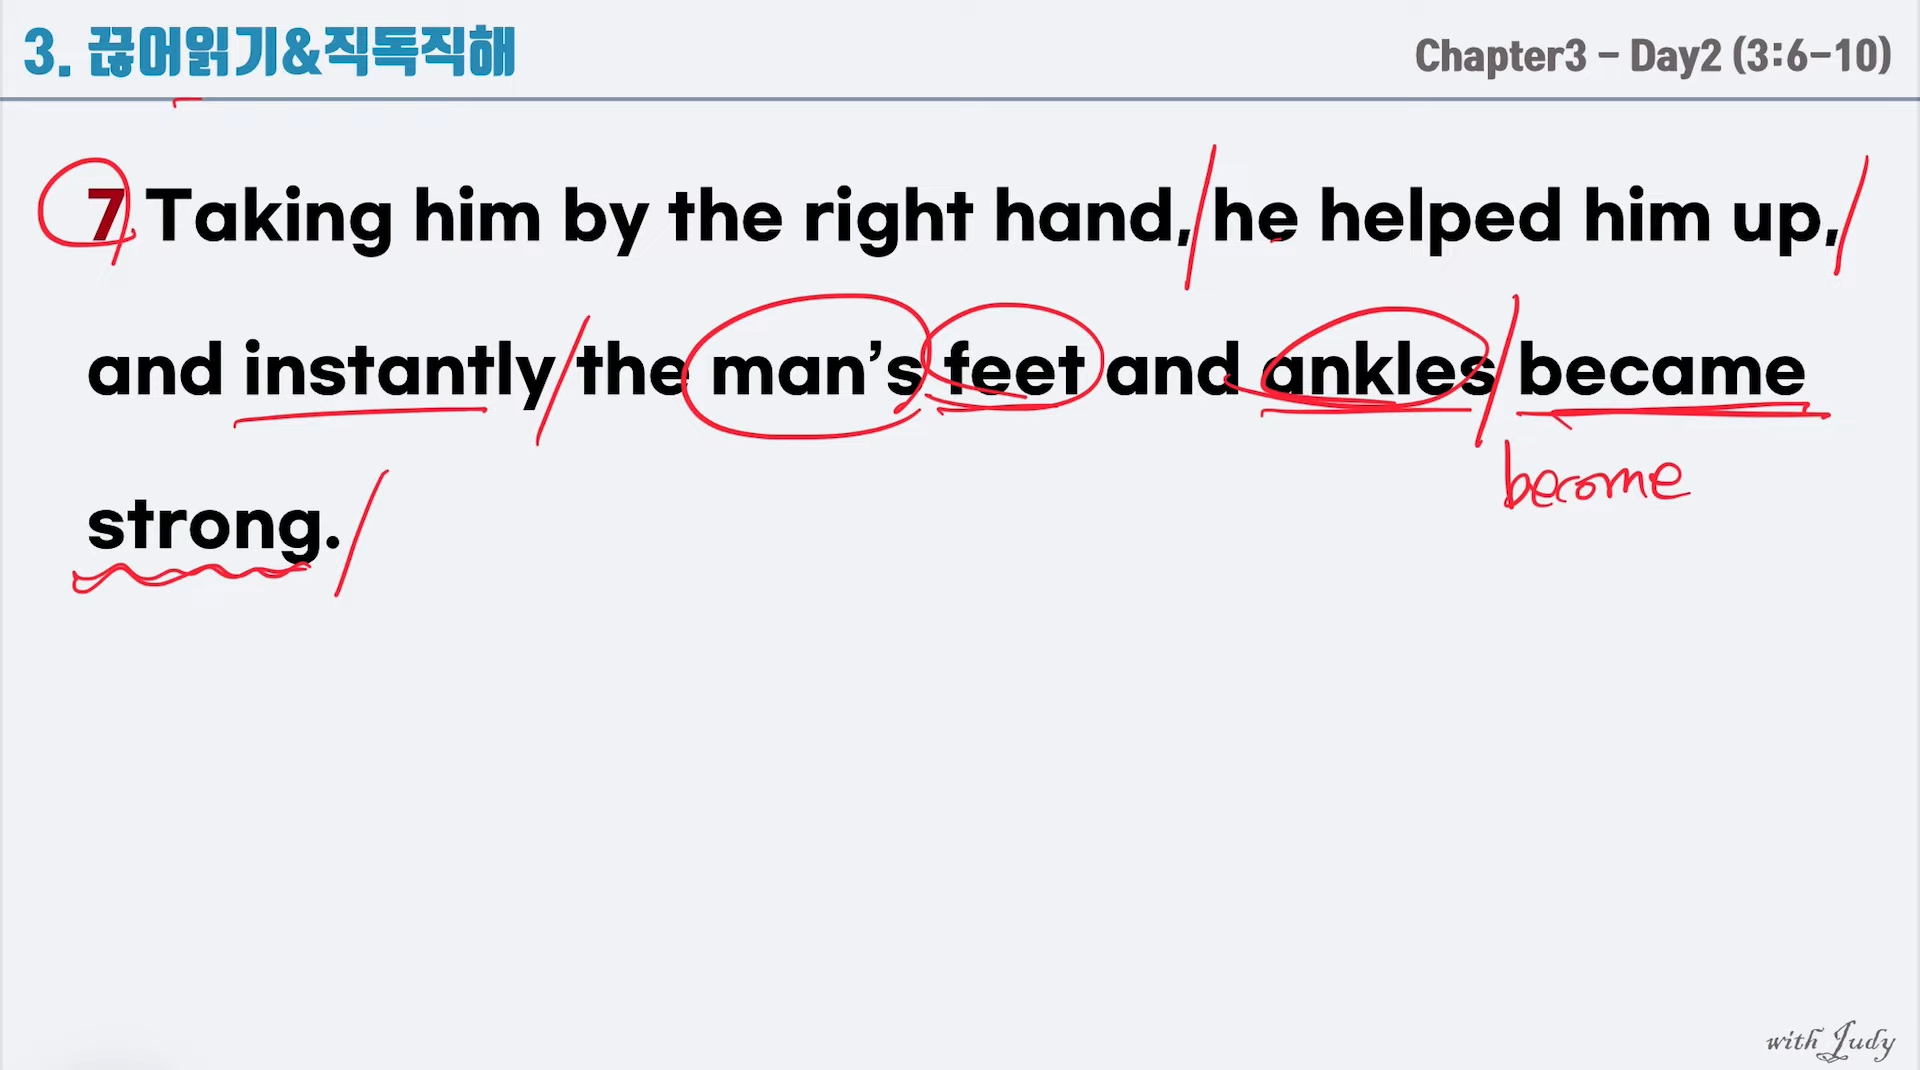 3. 끊어읽기&직독직해
Chapter3 - Day2 (3:6-10)
7 Taking him by the right hand, he helped him up,
and instantly the man's feet and ankles became
become
strong.
with Judy